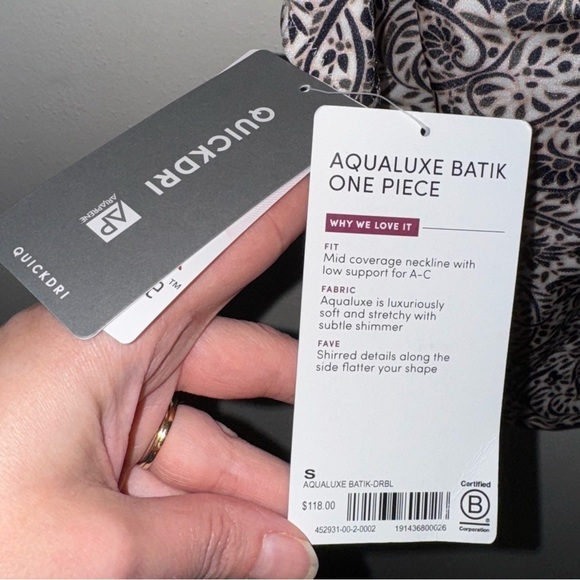 QUICKDRI
AP
ARIAPRENE
QUICKDRI
TM
AQUALUXE BATIK
ONE PIECE
WHY WE LOVE IT
FIT
Mid coverage neckline with
low support for A-C
FABRIC
Aqualuxe is luxuriously
soft and stretchy with
subtle shimmer
FAVE
Shirred details along the
side flatter your shape
S
AQUALUXE BATIK-DRBL
$118.00
452931-00-2-0002 191436800026
Certified
B
Corporation